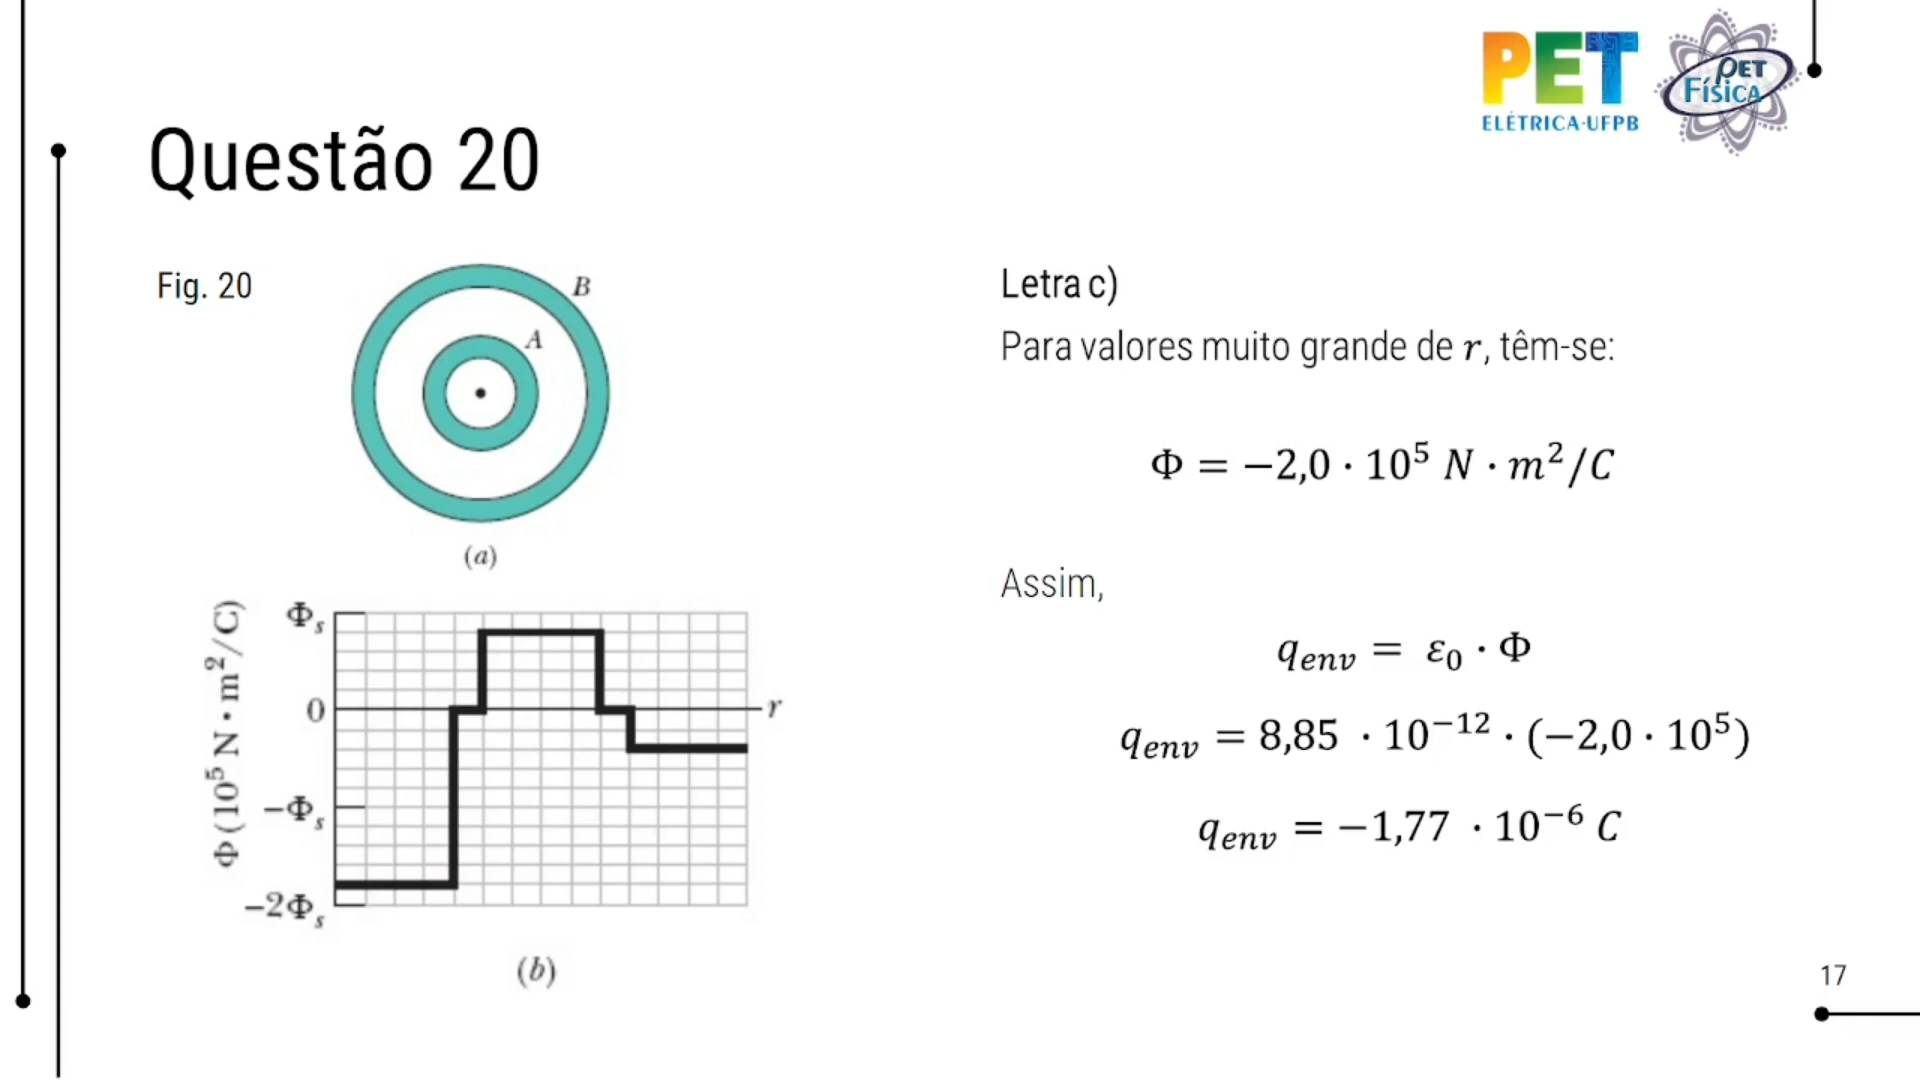 PET
ELÉTRICA·UFPB
PET
FÍSICA
Questão 20
Fig. 20
B
A
(a)
Φ (10⁵ N • m²/C)
Φₛ
0
−Φₛ
−2Φₛ
r
(b)
Letra c)
Para valores muito grande de r, têm-se:
Φ = −2,0 · 10⁵ N · m²/C
Assim,
qₑₙᵥ = ε₀ · Φ
qₑₙᵥ = 8,85 · 10⁻¹² · (−2,0 · 10⁵)
qₑₙᵥ = −1,77 · 10⁻⁶ C
17